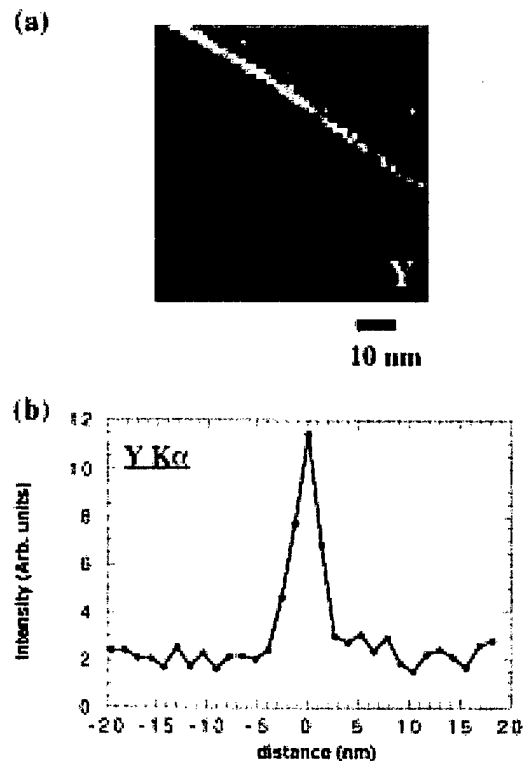 (a)
Y
10 nm
(b)
Y Kα
Intensity (Arb. units)
12
10
8
6
4
2
0
-20 -15 -10 -5 0 5 10 15 20
distance (nm)